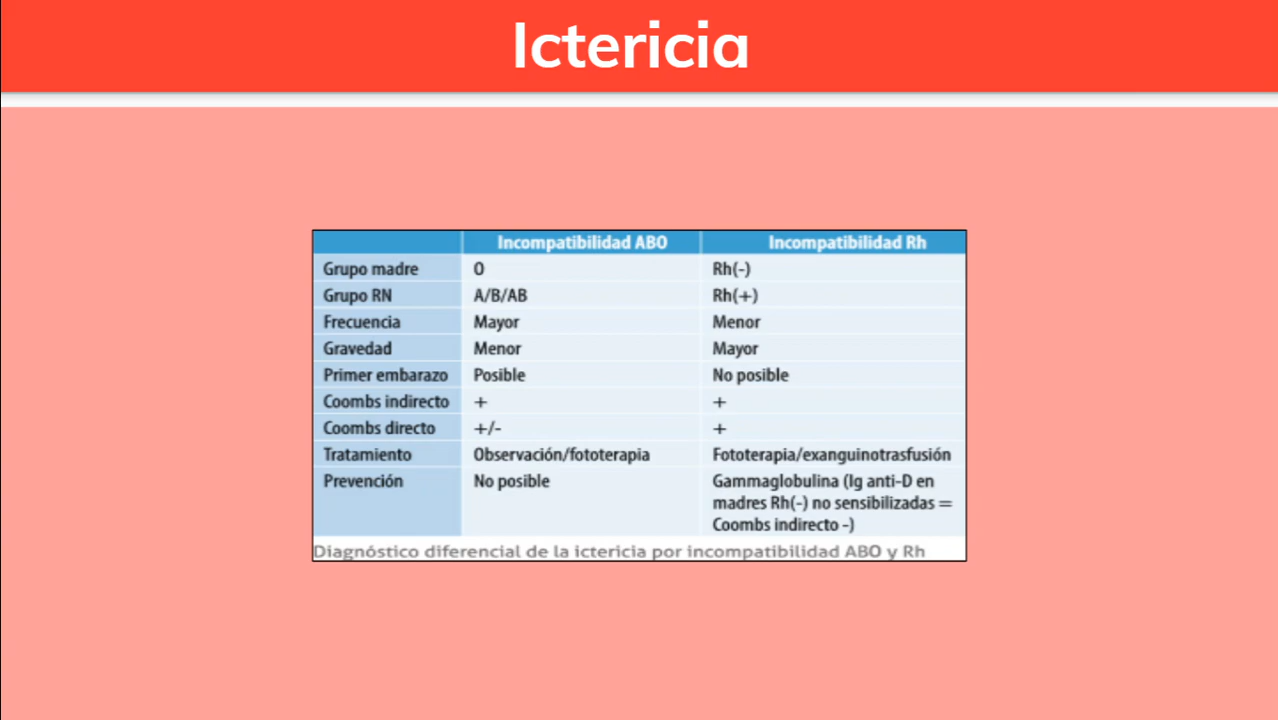 Ictericia
Incompatibilidad ABO Incompatibilidad Rh
Grupo madre O Rh(-)
Grupo RN A/B/AB Rh(+)
Frecuencia Mayor Menor
Gravedad Menor Mayor
Primer embarazo Posible No posible
Coombs indirecto + +
Coombs directo +/- +
Tratamiento Observación/fototerapia Fototerapia/exanguinotrasfusión
Prevención No posible Gammaglobulina (Ig anti-D en
madres Rh(-) no sensibilizadas =
Coombs indirecto -)
Diagnóstico diferencial de la ictericia por incompatibilidad ABO y Rh